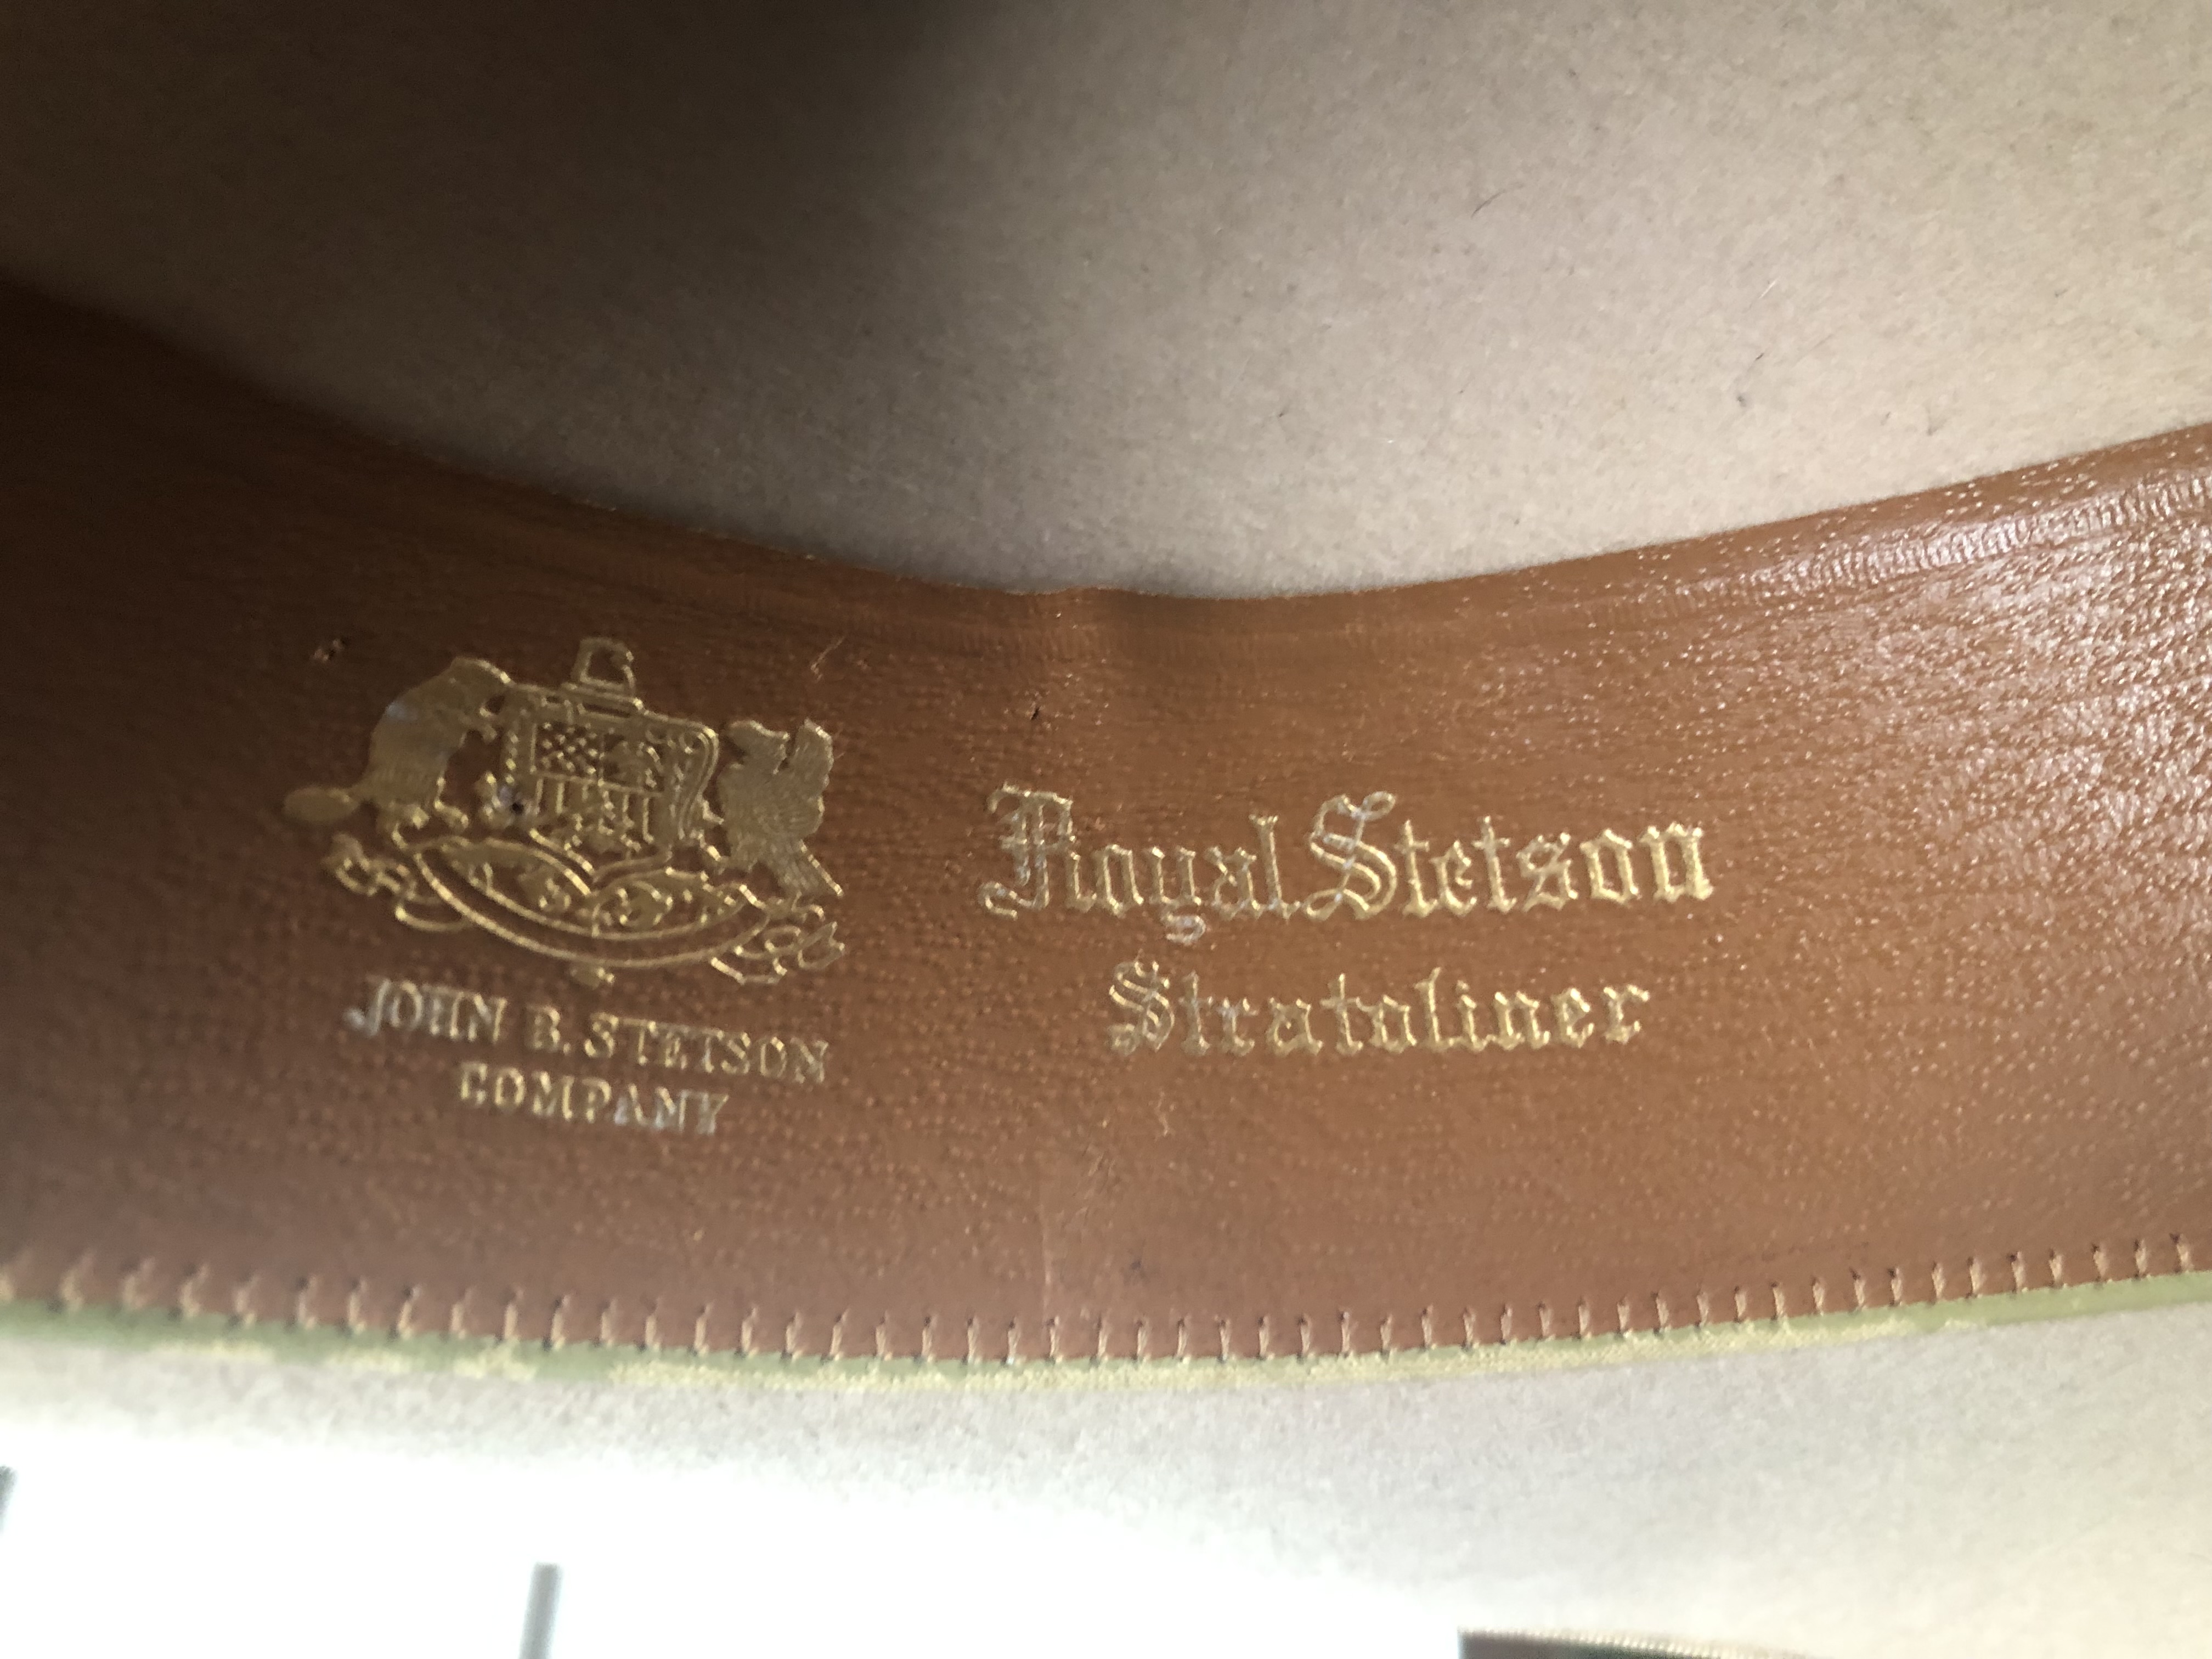 JOHN B. STETSON
COMPANY
Royal Stetson
Stratoliner